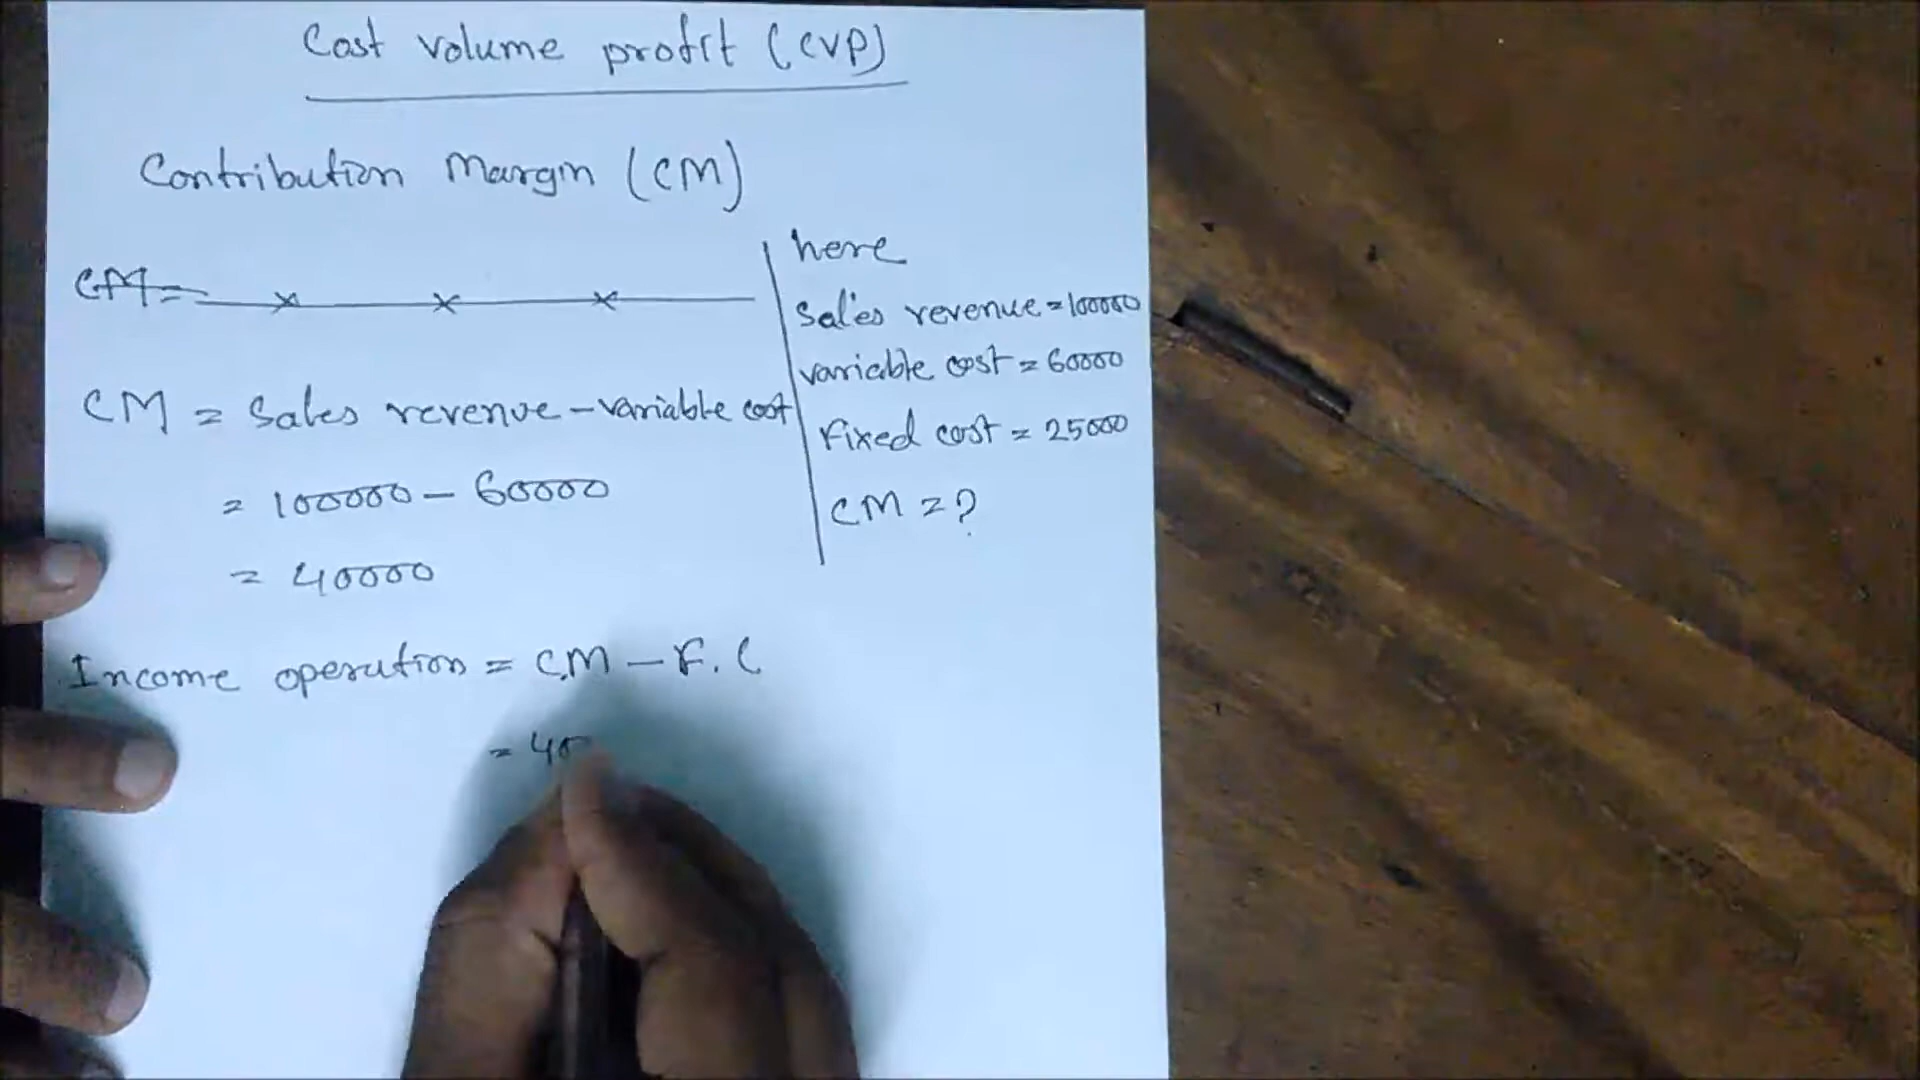 Cost volume profit (CVP)
Contribution Margin (CM)
CM=
CM = Sales revenue - variable cost
= 100000 - 60000
= 40000
here
Sales revenue = 100000
variable cost = 60000
Fixed cost = 25000
CM = ?
Income operation = CM - F.C
= 40